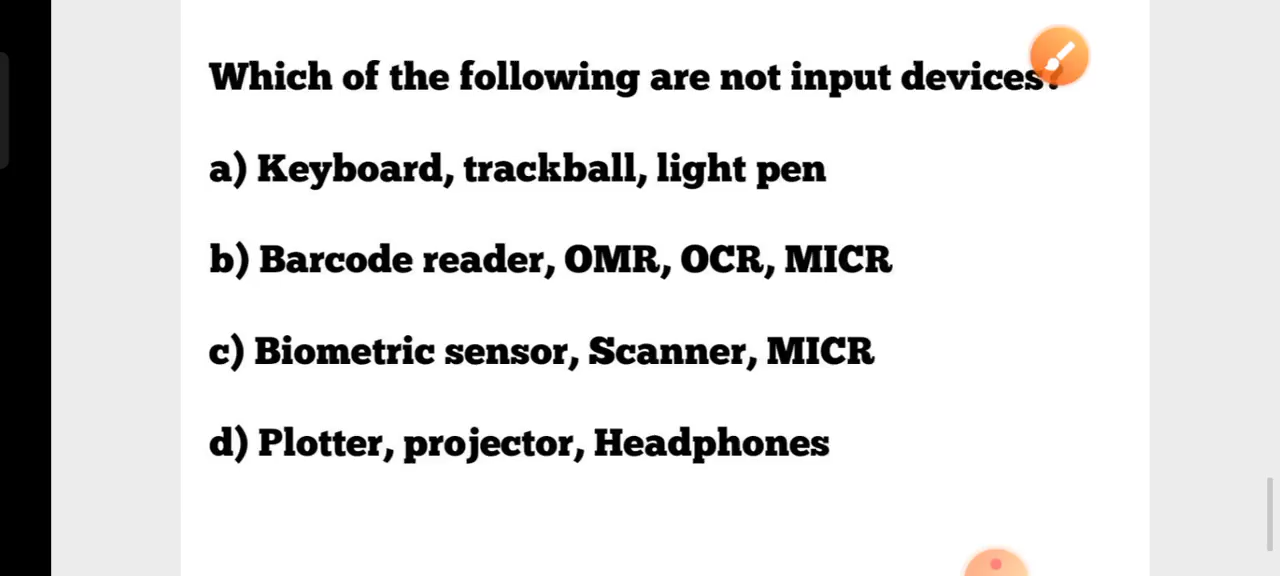 Which of the following are not input devices?
a) Keyboard, trackball, light pen
b) Barcode reader, OMR, OCR, MICR
c) Biometric sensor, Scanner, MICR
d) Plotter, projector, Headphones